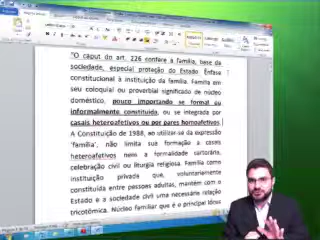 "O caput do art. 226 confere à família, base da
sociedade, especial proteção do Estado. Ênfase
constitucional à instituição da família. Família em
seu coloquial ou proverbial significado de núcleo
doméstico, pouco importando se formal ou
informalmente constituída, ou se integrada por
casais heteroafetivos ou por pares homoafetivos.
A Constituição de 1988, ao utilizar-se da expressão
'família', não limita sua formação a casais
heteroafetivos nem a formalidade cartorária,
celebração civil ou liturgia religiosa. Família como
instituição privada que, voluntariamente
constituída entre pessoas adultas, mantém com o
Estado e a sociedade civil uma necessária relação
tricotômica. Núcleo familiar que é o principal lócus